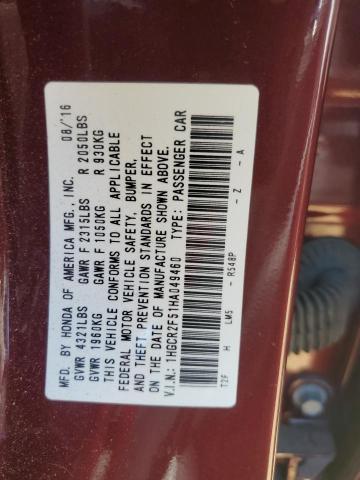 MFD. BY HONDA OF AMERICA MFG., INC. 08/'16
GVWR 4321LBS GAWR F 2315LBS R 2050LBS
GVWR 1960KG GAWR F 1050KG R 930KG
THIS VEHICLE CONFORMS TO ALL APPLICABLE
FEDERAL MOTOR VEHICLE SAFETY, BUMPER,
AND THEFT PREVENTION STANDARDS IN EFFECT
ON THE DATE OF MANUFACTURE SHOWN ABOVE.
V.I.N.: 1HGCR2F51HA049460 TYPE: PASSENGER CAR
T2F H LM5 - R548P - Z - A